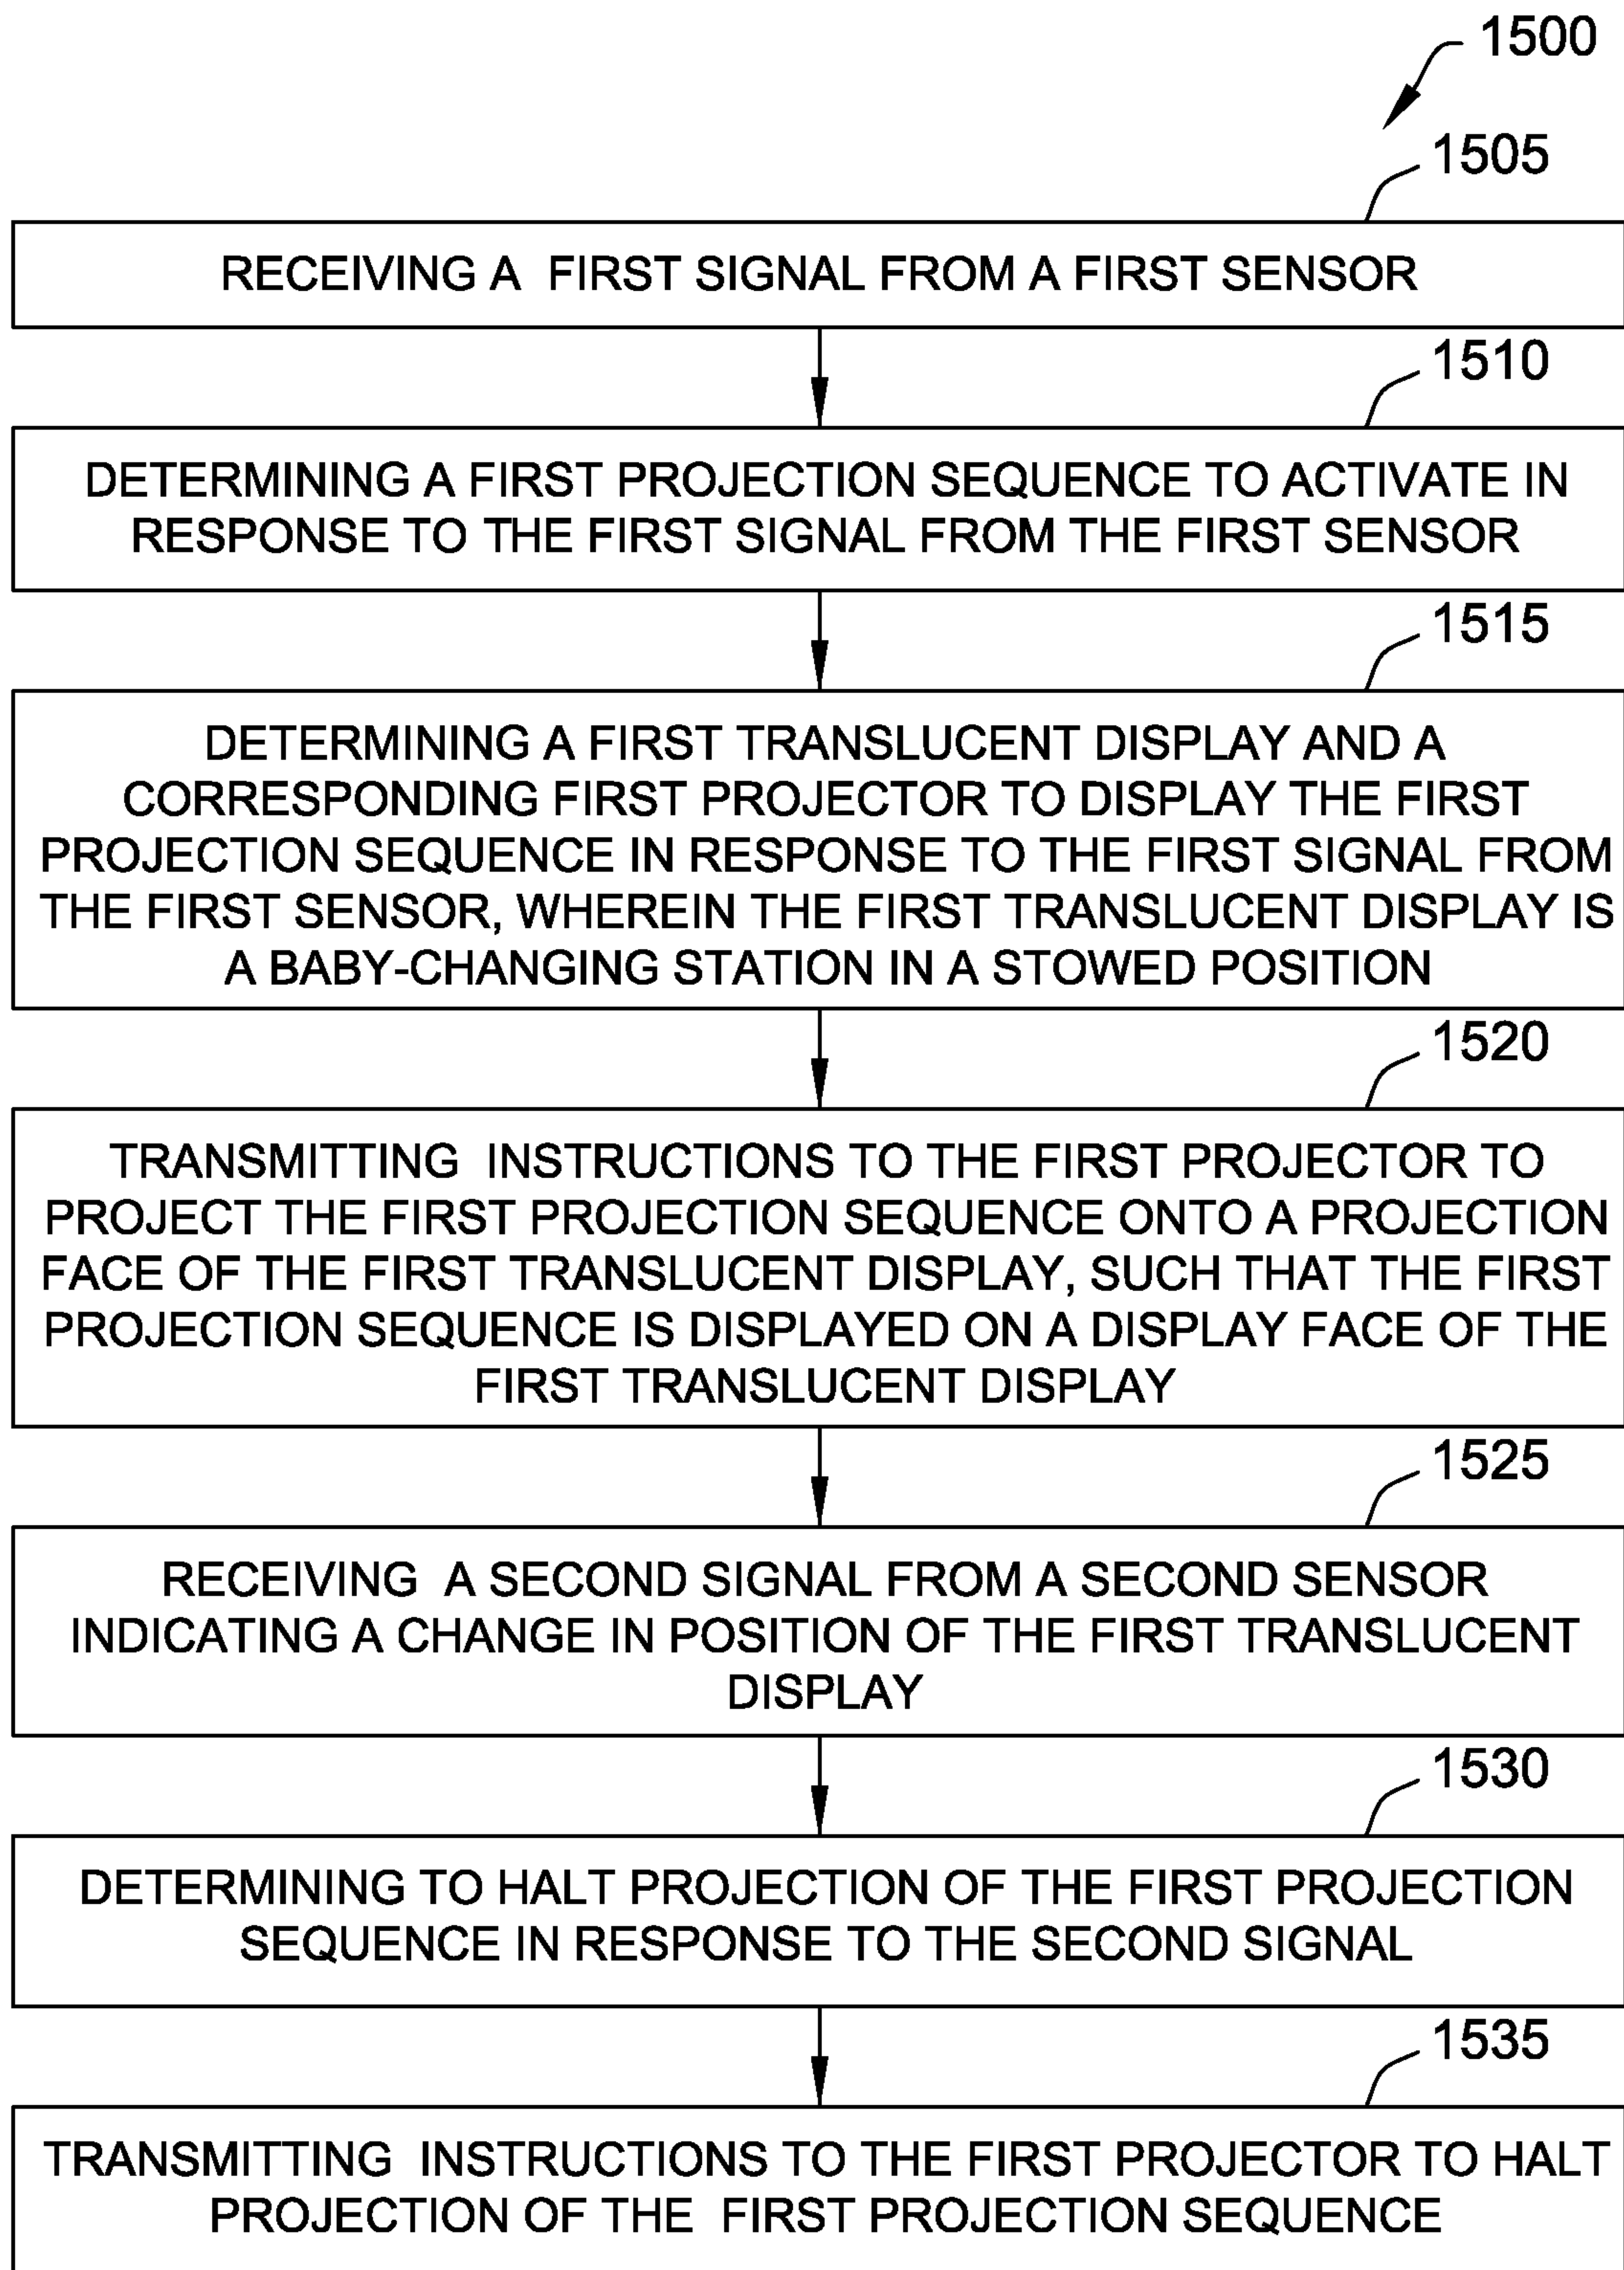 1500
1505
RECEIVING A FIRST SIGNAL FROM A FIRST SENSOR
1510
DETERMINING A FIRST PROJECTION SEQUENCE TO ACTIVATE IN
RESPONSE TO THE FIRST SIGNAL FROM THE FIRST SENSOR
1515
DETERMINING A FIRST TRANSLUCENT DISPLAY AND A
CORRESPONDING FIRST PROJECTOR TO DISPLAY THE FIRST
PROJECTION SEQUENCE IN RESPONSE TO THE FIRST SIGNAL FROM
THE FIRST SENSOR, WHEREIN THE FIRST TRANSLUCENT DISPLAY IS
A BABY-CHANGING STATION IN A STOWED POSITION
1520
TRANSMITTING INSTRUCTIONS TO THE FIRST PROJECTOR TO
PROJECT THE FIRST PROJECTION SEQUENCE ONTO A PROJECTION
FACE OF THE FIRST TRANSLUCENT DISPLAY, SUCH THAT THE FIRST
PROJECTION SEQUENCE IS DISPLAYED ON A DISPLAY FACE OF THE
FIRST TRANSLUCENT DISPLAY
1525
RECEIVING A SECOND SIGNAL FROM A SECOND SENSOR
INDICATING A CHANGE IN POSITION OF THE FIRST TRANSLUCENT
DISPLAY
1530
DETERMINING TO HALT PROJECTION OF THE FIRST PROJECTION
SEQUENCE IN RESPONSE TO THE SECOND SIGNAL
1535
TRANSMITTING INSTRUCTIONS TO THE FIRST PROJECTOR TO HALT
PROJECTION OF THE FIRST PROJECTION SEQUENCE